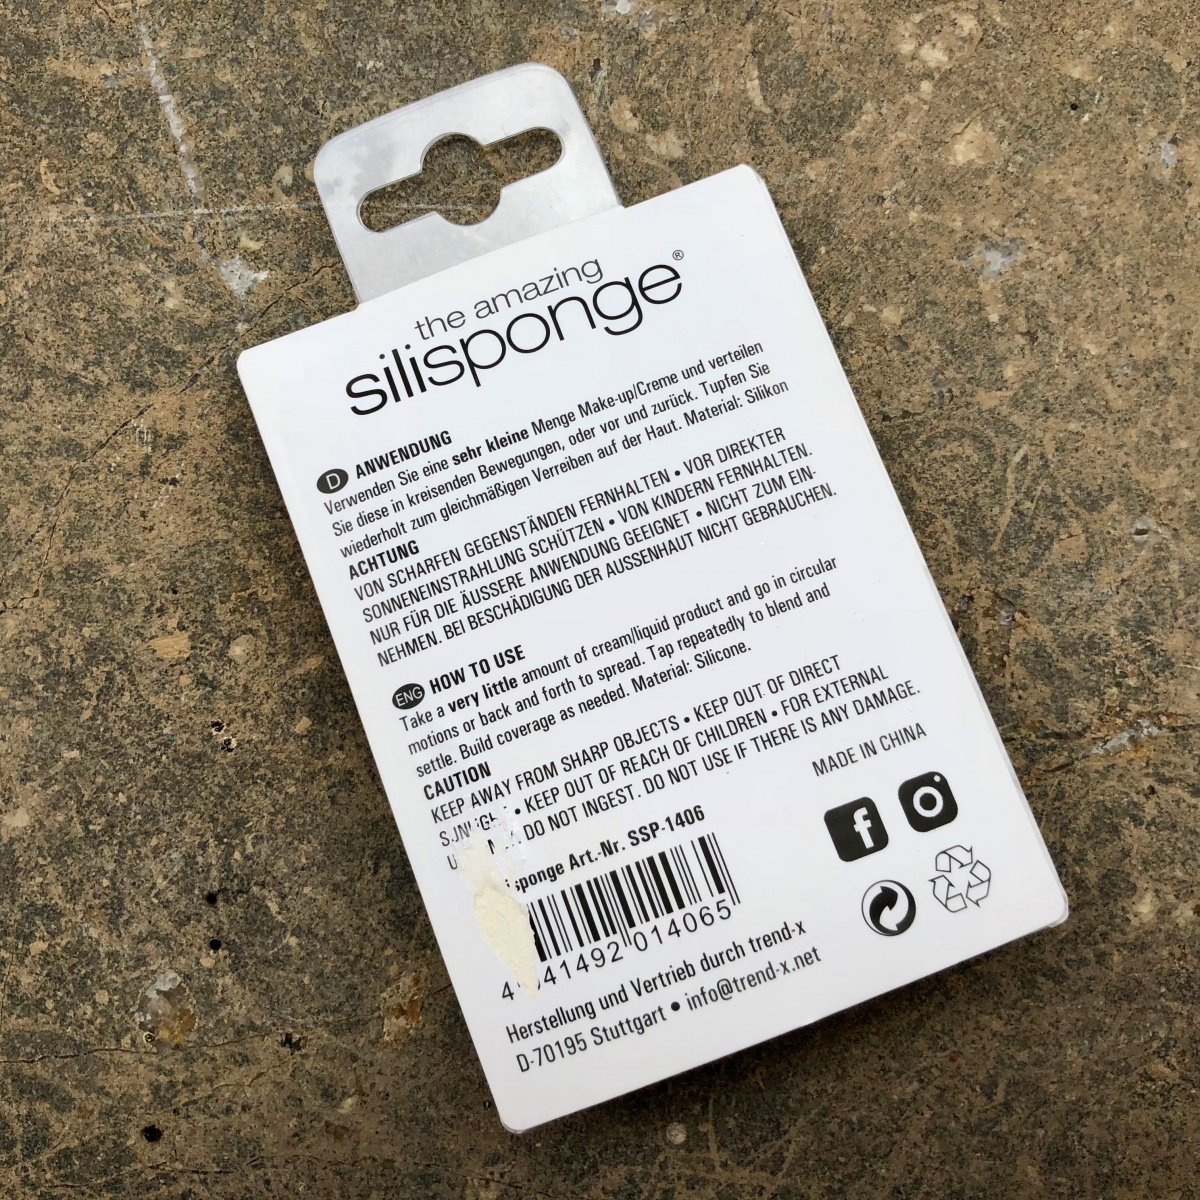 the amazing
silisponge®
D ANWENDUNG
Verwenden Sie eine sehr kleine Menge Make-up/Creme und verteilen
Sie diese in kreisenden Bewegungen, oder vor und zurück. Tupfen Sie
wiederholt zum gleichmäßigen Verreiben auf der Haut. Material: Silikon
ACHTUNG
VON SCHARFEN GEGENSTÄNDEN FERNHALTEN • VOR DIREKTER
SONNENEINSTRAHLUNG SCHÜTZEN • VON KINDERN FERNHALTEN.
NUR FÜR DIE ÄUSSERE ANWENDUNG GEEIGNET • NICHT ZUM EIN-
NEHMEN. BEI BESCHÄDIGUNG DER AUSSENHAUT NICHT GEBRAUCHEN.
ENG HOW TO USE
Take a very little amount of cream/liquid product and go in circular
motions or back and forth to spread. Tap repeatedly to blend and
settle. Build coverage as needed. Material: Silicone.
CAUTION
KEEP AWAY FROM SHARP OBJECTS • KEEP OUT OF DIRECT
• KEEP OUT OF REACH OF CHILDREN • FOR EXTERNAL
DO NOT INGEST. DO NOT USE IF THERE IS ANY DAMAGE.
MADE IN CHINA
Art.-Nr. SSP-1406
41492 014065
Herstellung und Vertrieb durch trend-x
D-70195 Stuttgart • info@trend-x.net